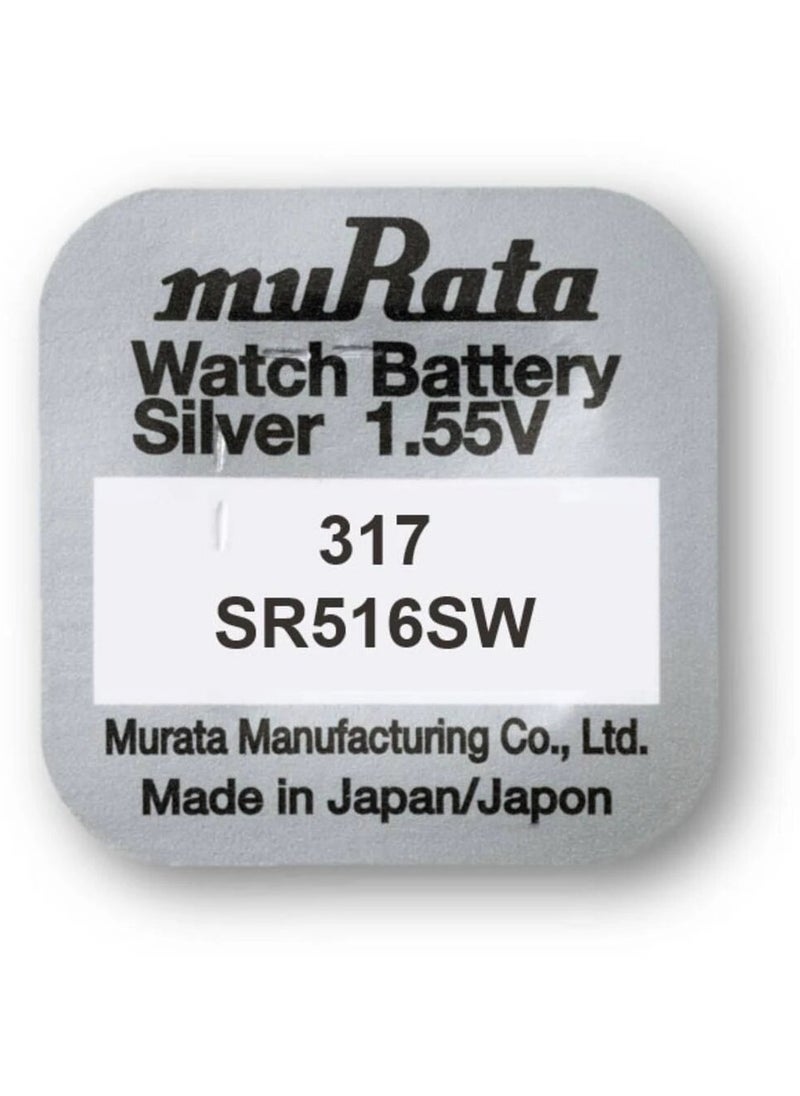 muRata
Watch Battery
Silver 1.55V
317
SR516SW
Murata Manufacturing Co., Ltd.
Made in Japan/Japon